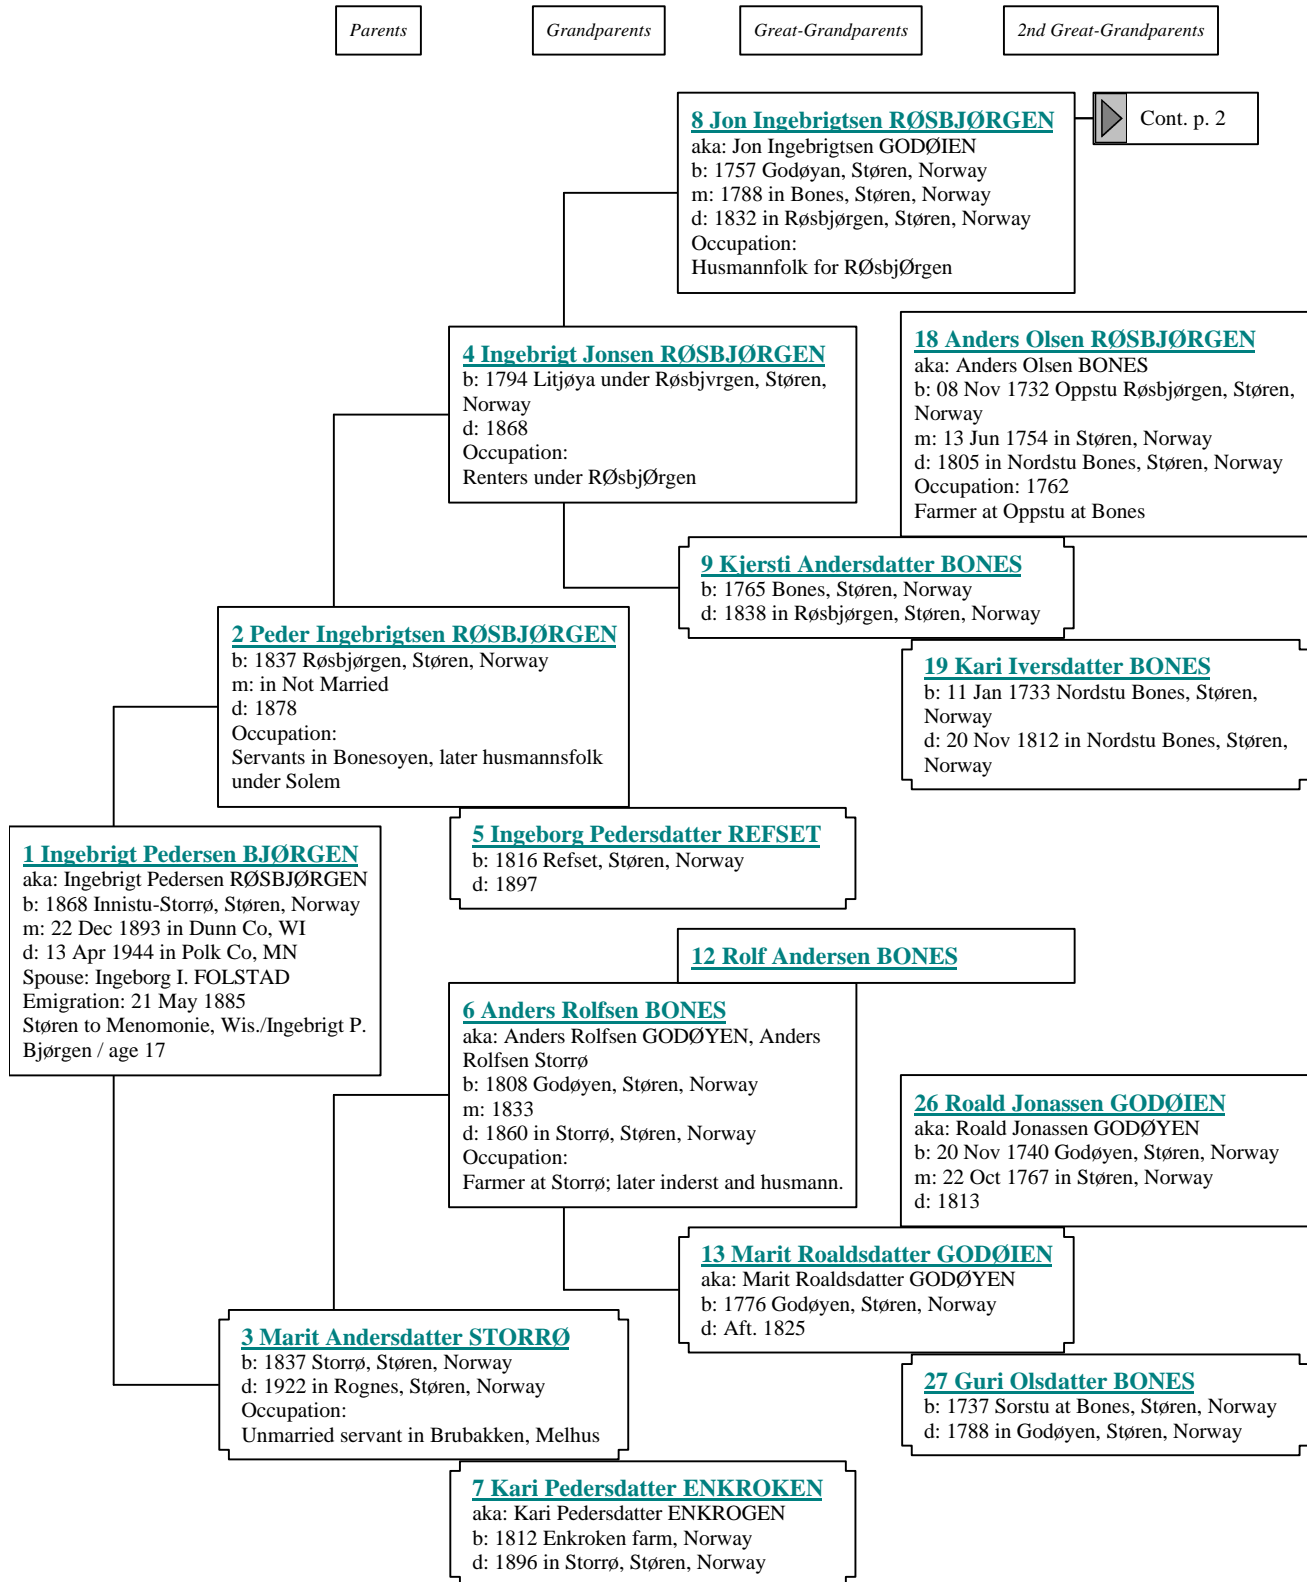 Parents
Grandparents
Great-Grandparents
2nd Great-Grandparents
8 Jon Ingebrigtsen RØSBJØRGEN
aka: Jon Ingebrigtsen GODØIEN
b: 1757 Godøyan, Støren, Norway
m: 1788 in Bones, Støren, Norway
d: 1832 in Røsbjørgen, Støren, Norway
Occupation:
Husmannfolk for RØsbjØrgen
Cont. p. 2
4 Ingebrigt Jonsen RØSBJØRGEN
b: 1794 Litjøya under Røsbjvrgen, Støren,
Norway
d: 1868
Occupation:
Renters under RØsbjØrgen
18 Anders Olsen RØSBJØRGEN
aka: Anders Olsen BONES
b: 08 Nov 1732 Oppstu Røsbjørgen, Støren,
Norway
m: 13 Jun 1754 in Støren, Norway
d: 1805 in Nordstu Bones, Støren, Norway
Occupation: 1762
Farmer at Oppstu at Bones
9 Kjersti Andersdatter BONES
b: 1765 Bones, Støren, Norway
d: 1838 in Røsbjørgen, Støren, Norway
2 Peder Ingebrigtsen RØSBJØRGEN
b: 1837 Røsbjørgen, Støren, Norway
m: in Not Married
d: 1878
Occupation:
Servants in Bonesoyen, later husmannsfolk
under Solem
19 Kari Iversdatter BONES
b: 11 Jan 1733 Nordstu Bones, Støren,
Norway
d: 20 Nov 1812 in Nordstu Bones, Støren,
Norway
5 Ingeborg Pedersdatter REFSET
b: 1816 Refset, Støren, Norway
d: 1897
1 Ingebrigt Pedersen BJØRGEN
aka: Ingebrigt Pedersen RØSBJØRGEN
b: 1868 Innistu-Storrø, Støren, Norway
m: 22 Dec 1893 in Dunn Co, WI
d: 13 Apr 1944 in Polk Co, MN
Spouse: Ingeborg I. FOLSTAD
Emigration: 21 May 1885
Støren to Menomonie, Wis./Ingebrigt P.
Bjørgen / age 17
12 Rolf Andersen BONES
6 Anders Rolfsen BONES
aka: Anders Rolfsen GODØYEN, Anders
Rolfsen Storrø
b: 1808 Godøyen, Støren, Norway
m: 1833
d: 1860 in Storrø, Støren, Norway
Occupation:
Farmer at Storrø; later inderst and husmann.
26 Roald Jonassen GODØIEN
aka: Roald Jonassen GODØYEN
b: 20 Nov 1740 Godøyen, Støren, Norway
m: 22 Oct 1767 in Støren, Norway
d: 1813
13 Marit Roaldsdatter GODØIEN
aka: Marit Roaldsdatter GODØYEN
b: 1776 Godøyen, Støren, Norway
d: Aft. 1825
3 Marit Andersdatter STORRØ
b: 1837 Storrø, Støren, Norway
d: 1922 in Rognes, Støren, Norway
Occupation:
Unmarried servant in Brubakken, Melhus
27 Guri Olsdatter BONES
b: 1737 Sorstu at Bones, Støren, Norway
d: 1788 in Godøyen, Støren, Norway
7 Kari Pedersdatter ENKROKEN
aka: Kari Pedersdatter ENKROGEN
b: 1812 Enkroken farm, Norway
d: 1896 in Storrø, Støren, Norway